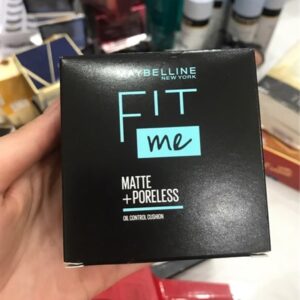 MAYBELLINE
NEW YORK
FIT
me
MATTE
+PORELESS
OIL CONTROL CUSHION